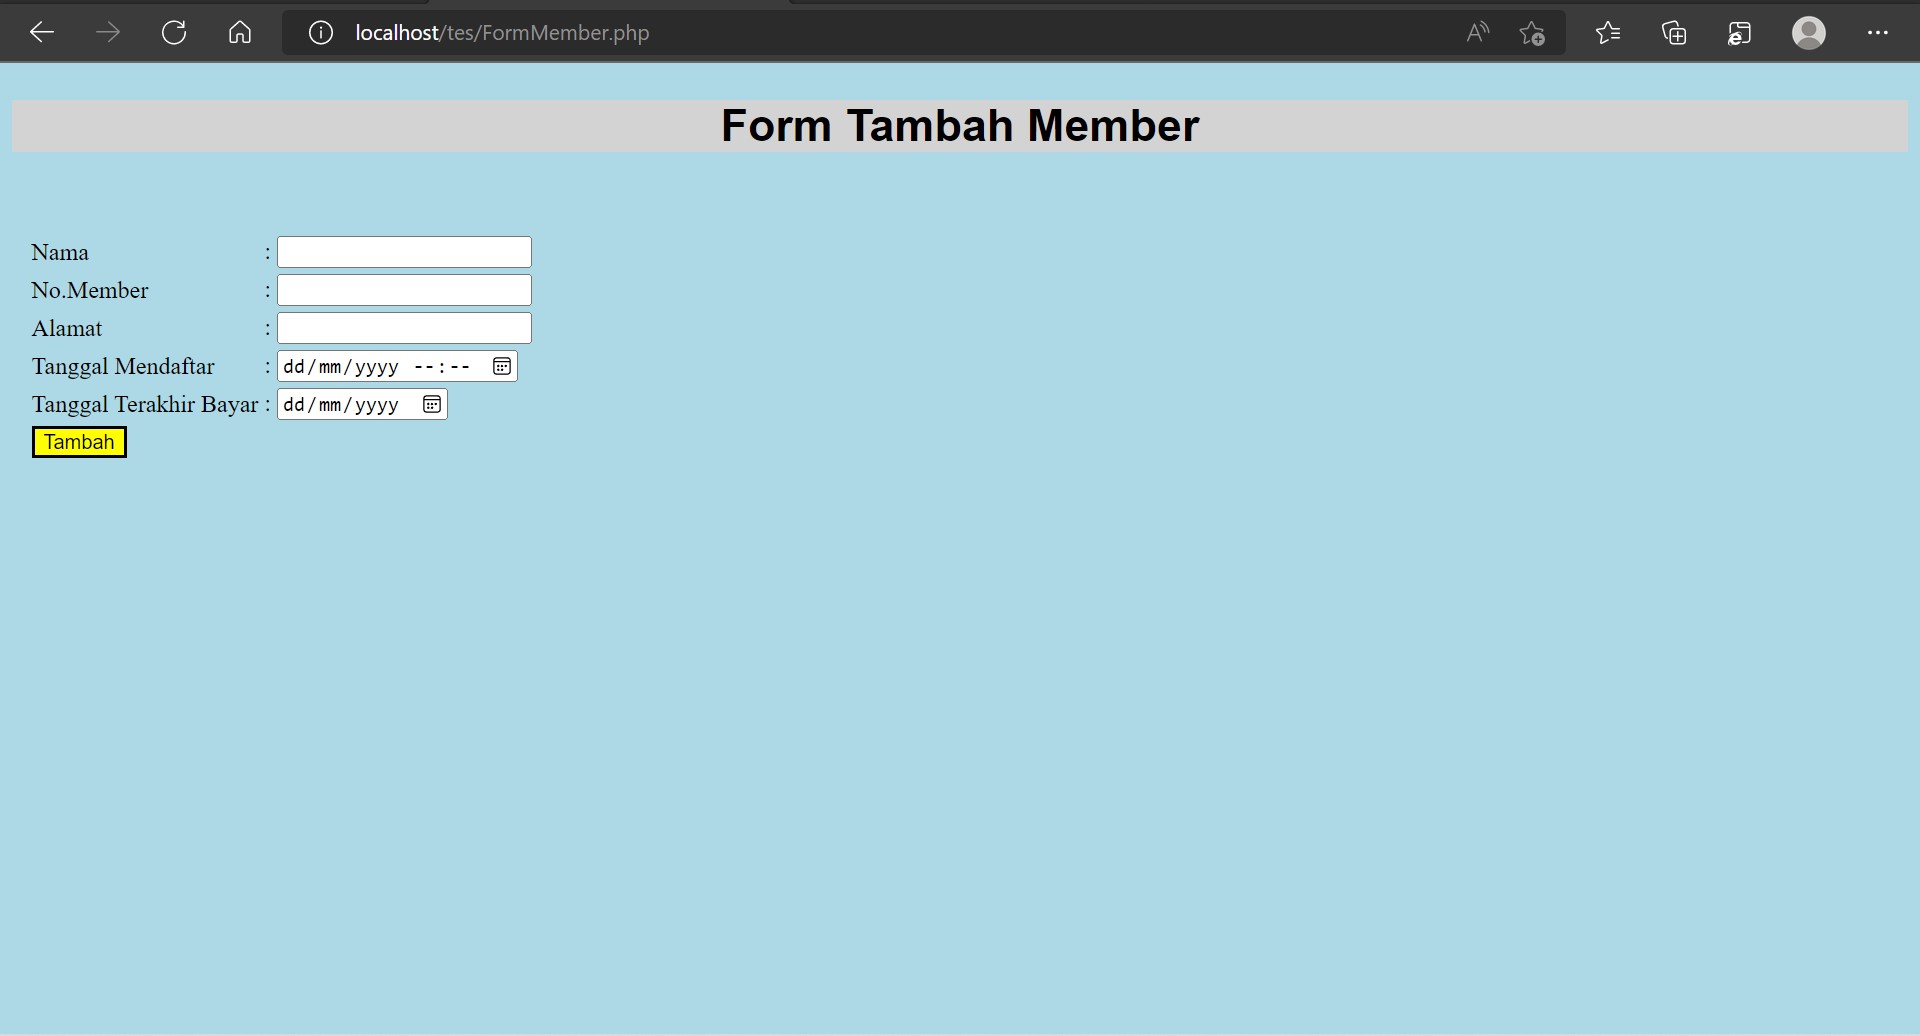 localhost/tes/FormMember.php
Form Tambah Member
Nama :
No.Member :
Alamat :
Tanggal Mendaftar : dd/mm/yyyy --:--
Tanggal Terakhir Bayar : dd/mm/yyyy
Tambah